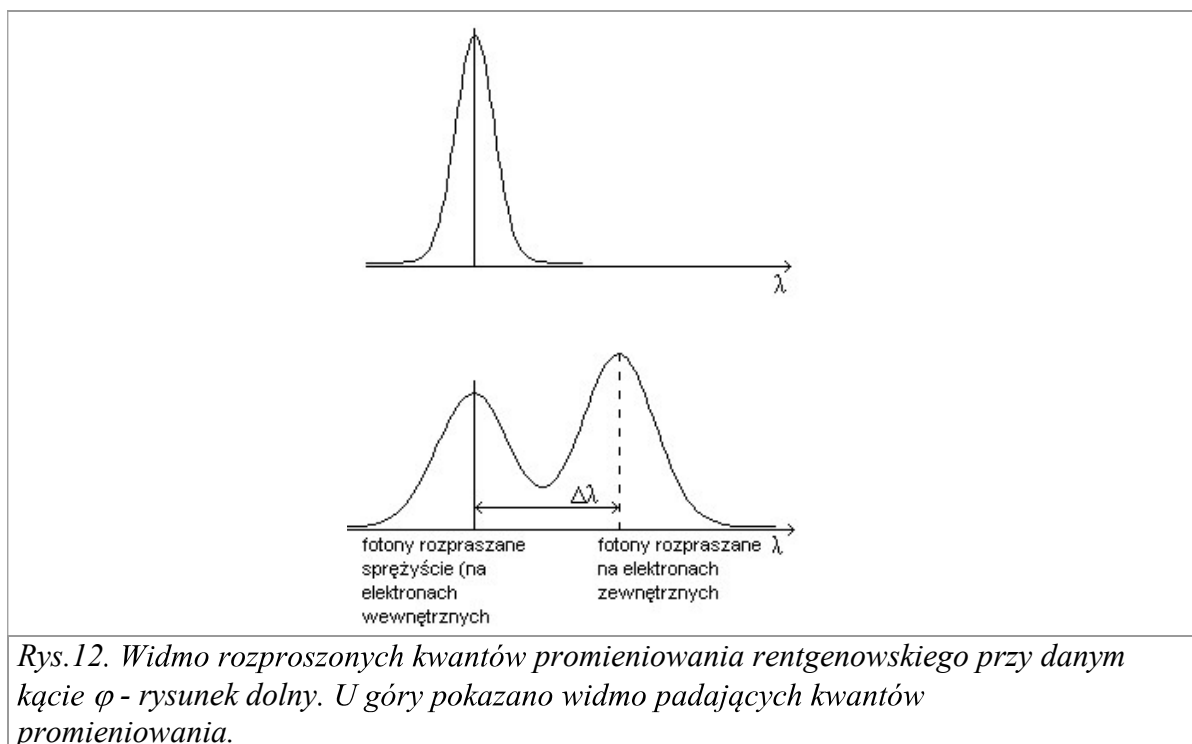 λ
Δλ
λ
fotony rozpraszane
sprężyście (na
elektronach
wewnętrznych
fotony rozpraszane
na elektronach
zewnętrznych
Rys.12. Widmo rozproszonych kwantów promieniowania rentgenowskiego przy danym
kącie φ - rysunek dolny. U góry pokazano widmo padających kwantów
promieniowania.